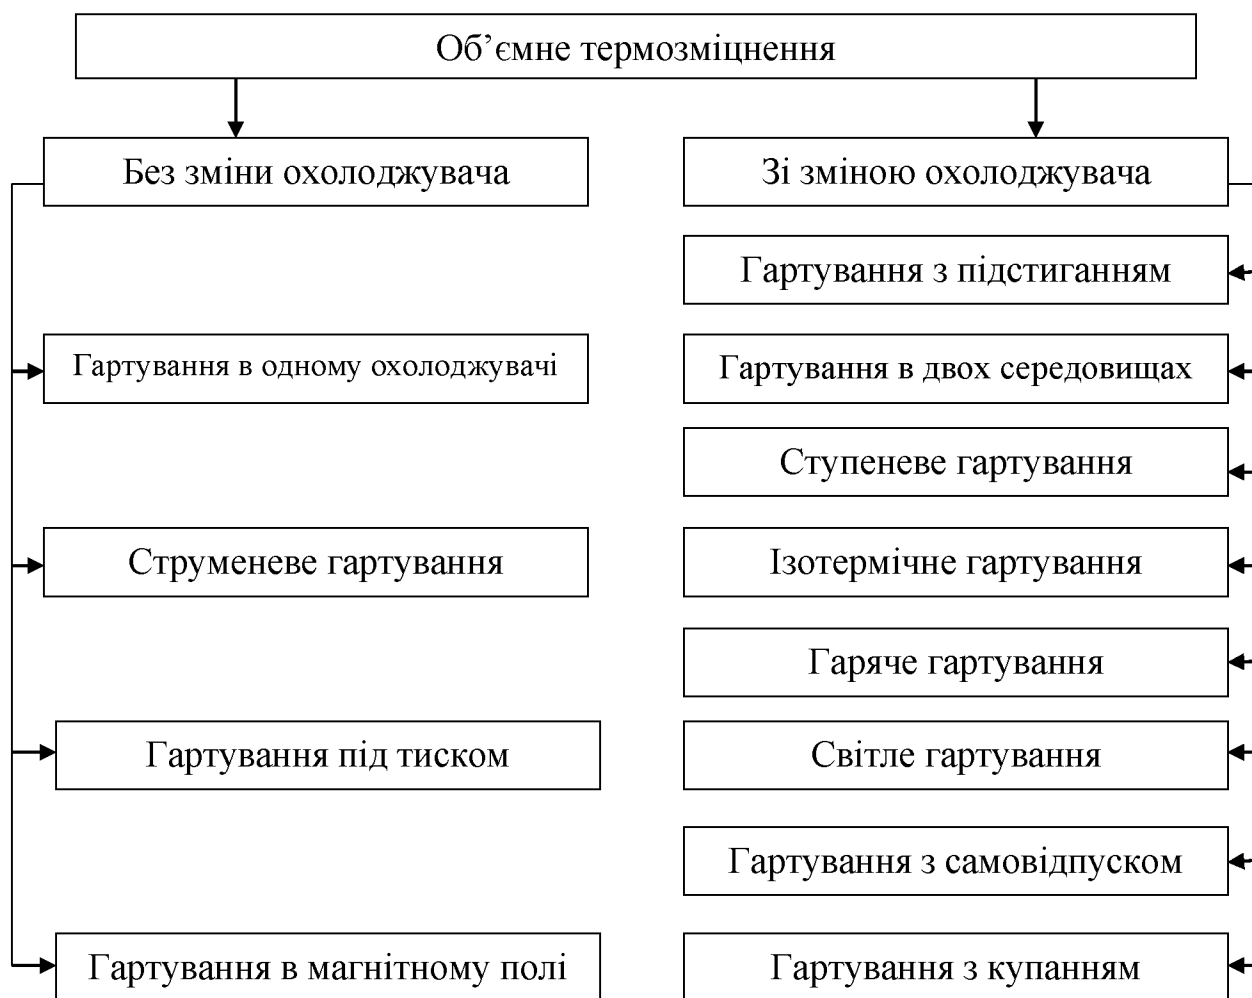 Об’ємне термозміцнення
Без зміни охолоджувача
Зі зміною охолоджувача
Гартування з підстиганням
Гартування в одному охолоджувачі
Гартування в двох середовищах
Ступеневе гартування
Струменеве гартування
Ізотермічне гартування
Гаряче гартування
Гартування під тиском
Світле гартування
Гартування з самовідпуском
Гартування в магнітному полі
Гартування з купанням